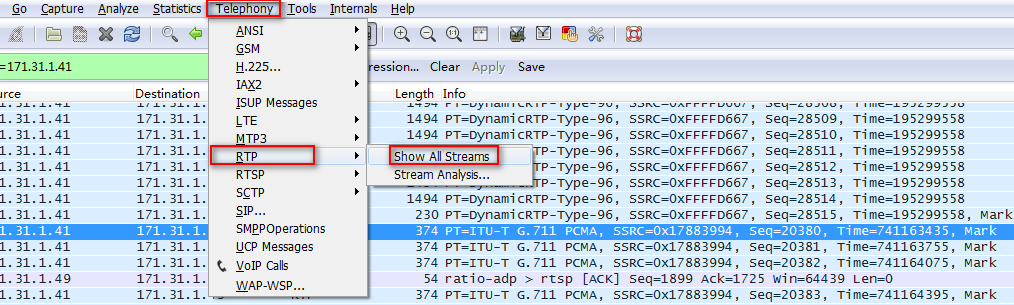 Go Capture Analyze Statistics Telephony Tools Internals Help
ANSI
GSM
=171.31.1.41 H.225... ression... Clear Apply Save
IAX2
urce Destination ISUP Messages Length Info
1.31.1.41 171.31.1. LTE 1494 PT=DynamicRTP-Type-96, SSRC=0xFFFFD667, Seq=28508, Time=195299558
1.31.1.41 171.31.1. 1494 PT=DynamicRTP-Type-96, SSRC=0xFFFFD667, Seq=28509, Time=195299558
1.31.1.41 171.31.1. MTP3 1494 PT=DynamicRTP-Type-96, SSRC=0xFFFFD667, Seq=28510, Time=195299558
1.31.1.41 171.31.1. RTP Show All Streams -96, SSRC=0xFFFFD667, Seq=28511, Time=195299558
1.31.1.41 171.31.1. RTSP Stream Analysis... -96, SSRC=0xFFFFD667, Seq=28512, Time=195299558
1.31.1.41 171.31.1. 1494 PT=DynamicRTP-Type-96, SSRC=0xFFFFD667, Seq=28513, Time=195299558
1.31.1.41 171.31.1. SCTP 1494 PT=DynamicRTP-Type-96, SSRC=0xFFFFD667, Seq=28514, Time=195299558
1.31.1.41 171.31.1. SIP... 230 PT=DynamicRTP-Type-96, SSRC=0xFFFFD667, Seq=28515, Time=195299558, Mark
1.31.1.41 171.31.1. SMPPOperations 374 PT=ITU-T G.711 PCMA, SSRC=0x17883994, Seq=20380, Time=741163435, Mark
1.31.1.41 171.31.1. UCP Messages 374 PT=ITU-T G.711 PCMA, SSRC=0x17883994, Seq=20381, Time=741163755, Mark
1.31.1.41 171.31.1. VoIP Calls 374 PT=ITU-T G.711 PCMA, SSRC=0x17883994, Seq=20382, Time=741164075, Mark
1.31.1.49 171.31.1. WAP-WSP... 54 ratio-adp > rtsp [ACK] Seq=1899 Ack=1725 Win=64439 Len=0
1.31.1.41 171.31.1. 374 PT=ITU-T G.711 PCMA, SSRC=0x17883994, Seq=20383, Time=741164395, Mark